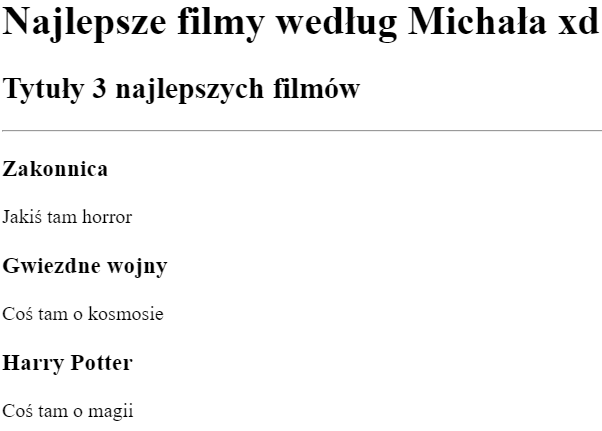 Najlepsze filmy według Michała xd
Tytuły 3 najlepszych filmów
Zakonnica
Jakiś tam horror
Gwiezdne wojny
Coś tam o kosmosie
Harry Potter
Coś tam o magii